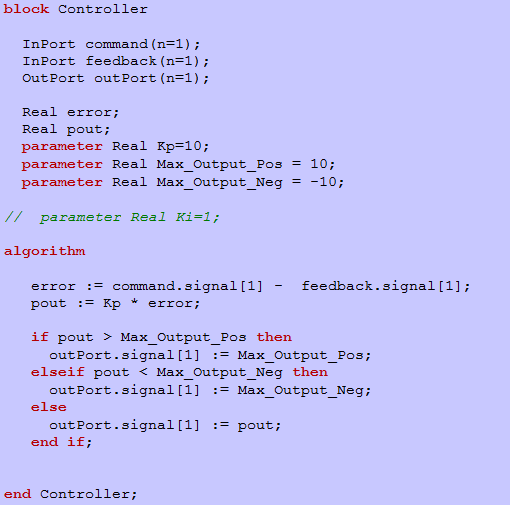 block Controller
InPort command(n=1);
InPort feedback(n=1);
OutPort outPort(n=1);
Real error;
Real pout;
parameter Real Kp=10;
parameter Real Max_Output_Pos = 10;
parameter Real Max_Output_Neg = -10;
// parameter Real Ki=1;
algorithm
error := command.signal[1] - feedback.signal[1];
pout := Kp * error;
if pout > Max_Output_Pos then
outPort.signal[1] := Max_Output_Pos;
elseif pout < Max_Output_Neg then
outPort.signal[1] := Max_Output_Neg;
else
outPort.signal[1] := pout;
end if;
end Controller;